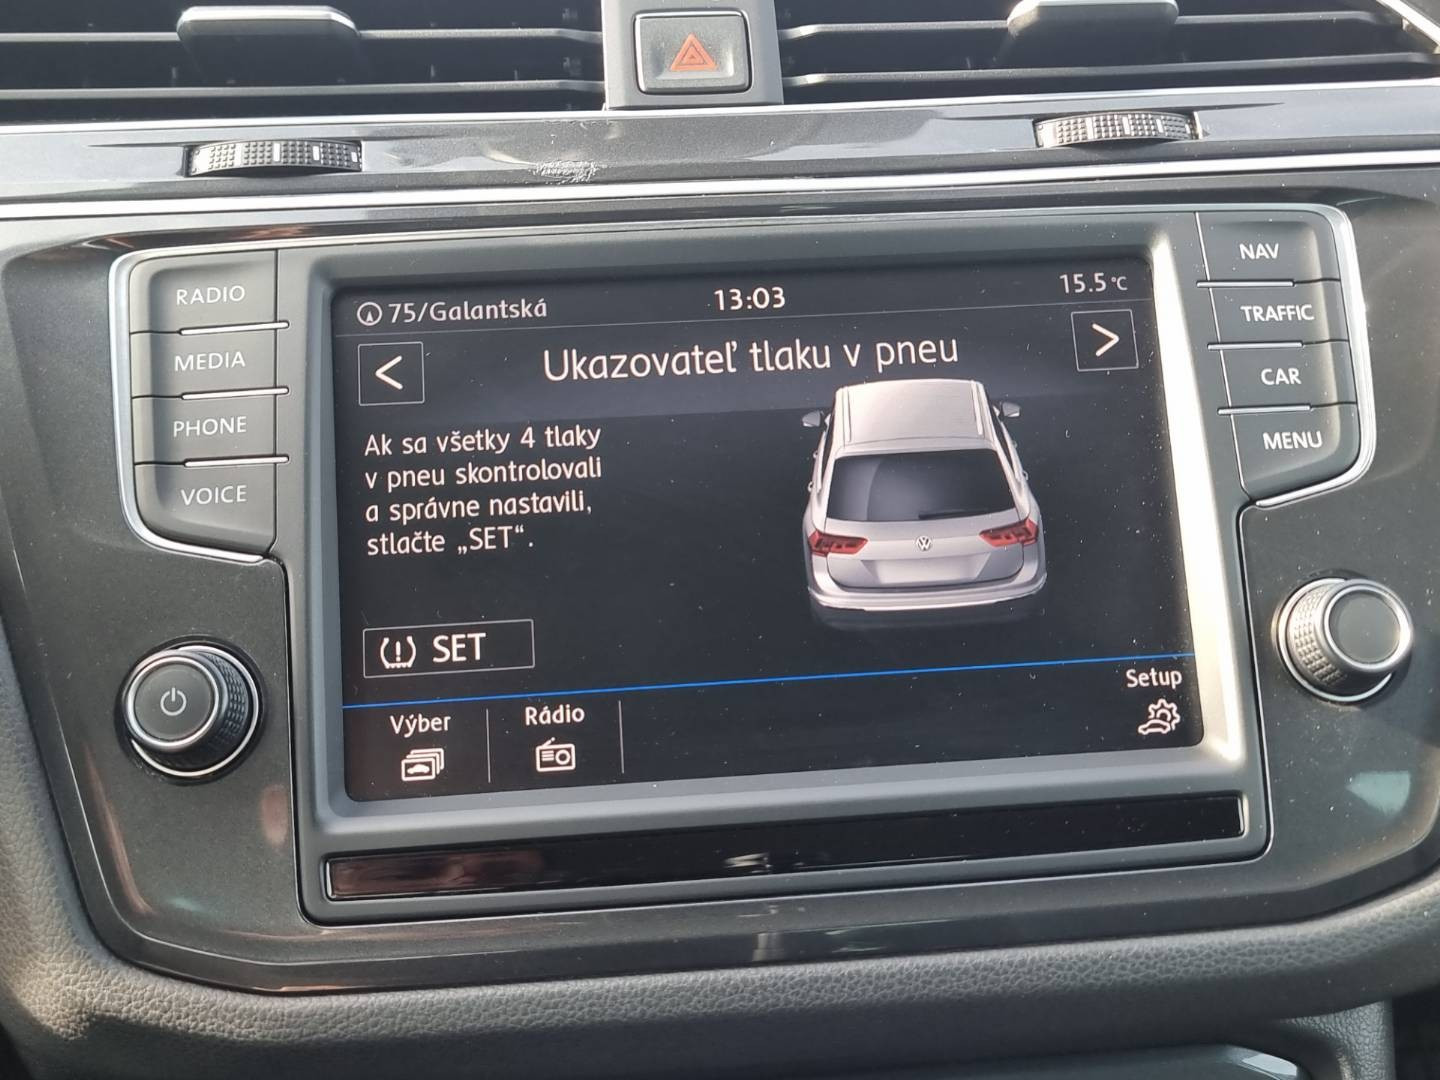 RADIO
MEDIA
PHONE
VOICE
75/Galantská
13:03
15.5°C
<
Ukazovateľ tlaku v pneu
>
Ak sa všetky 4 tlaky
v pneu skontrolovali
a správne nastavili,
stlačte „SET“.
(!) SET
Výber
Rádio
Setup
NAV
TRAFFIC
CAR
MENU